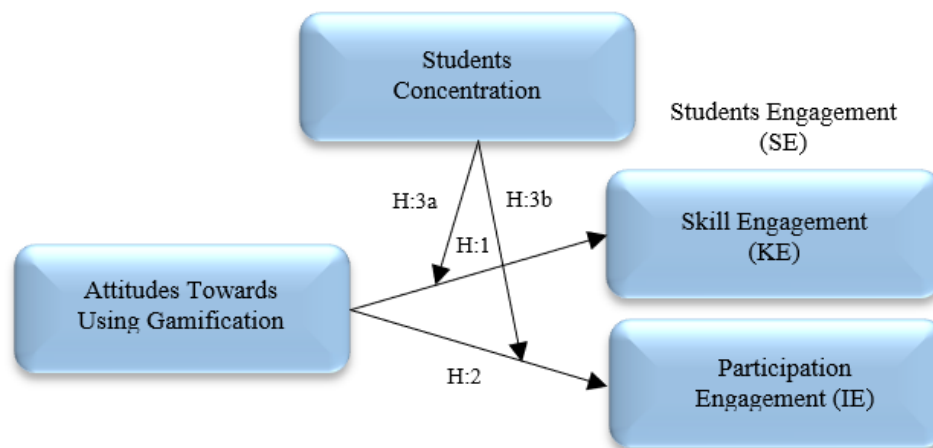 Students
Concentration
Students Engagement
(SE)
H:3a
H:3b
H:1
Skill Engagement
(KE)
Attitudes Towards
Using Gamification
H:2
Participation
Engagement (IE)